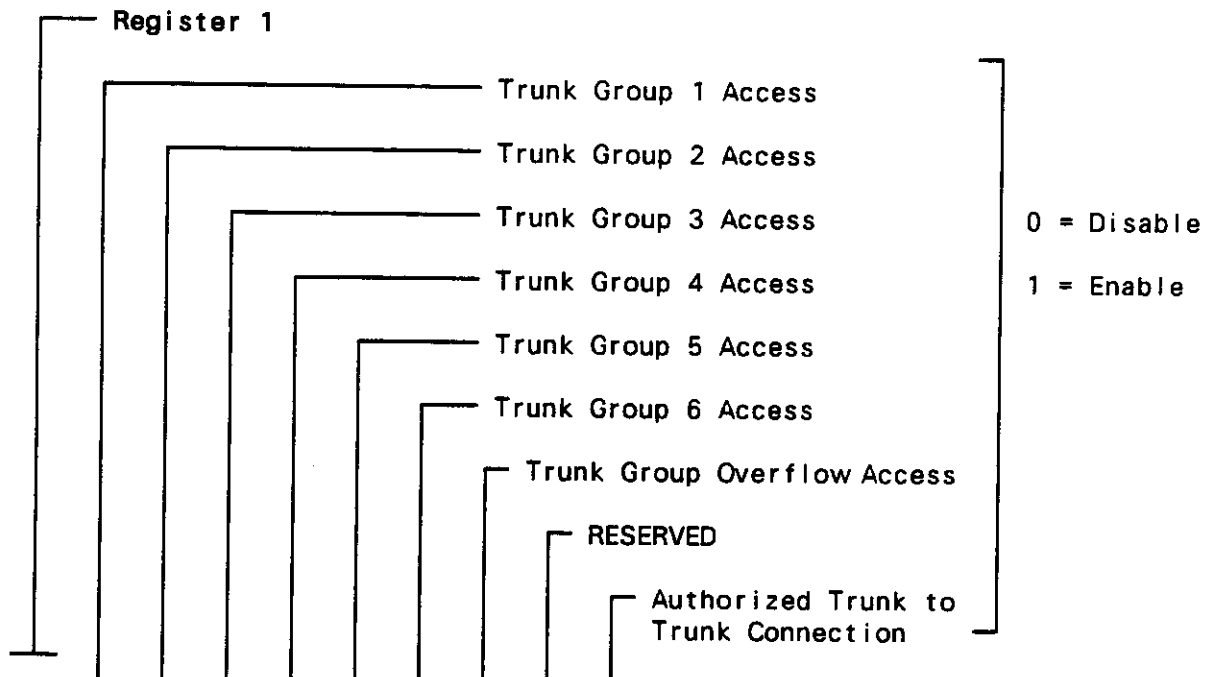 Register 1
Trunk Group 1 Access
Trunk Group 2 Access
Trunk Group 3 Access
0 = Disable
Trunk Group 4 Access
1 = Enable
Trunk Group 5 Access
Trunk Group 6 Access
Trunk Group Overflow Access
RESERVED
Authorized Trunk to
Trunk Connection